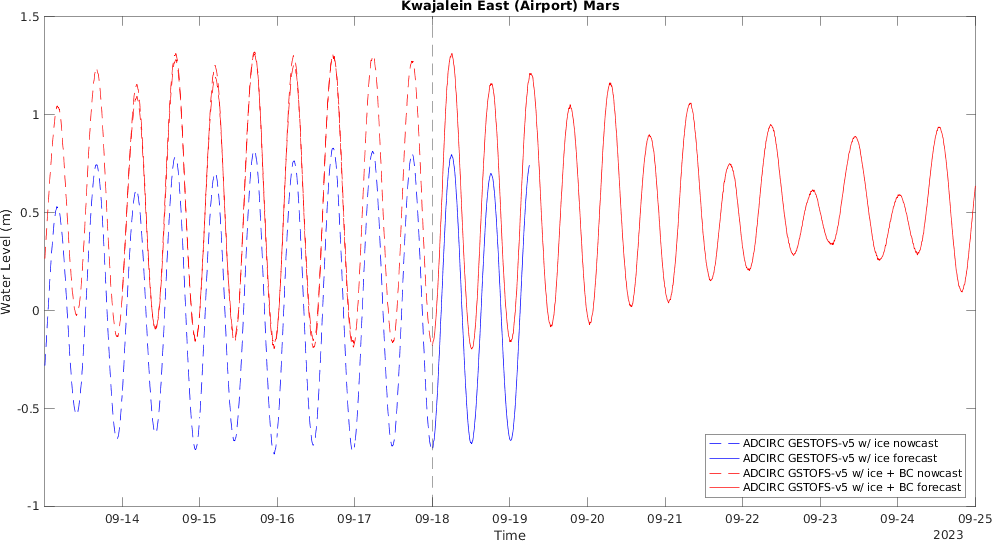 Kwajalein East (Airport) Mars
1.5
1
0.5
0
-0.5
-1
Water Level (m)
09-14
09-15
09-16
09-17
09-18
09-19
09-20
09-21
09-22
09-23
09-24
09-25
Time
2023
ADCIRC GESTOFS-v5 w/ ice nowcast
ADCIRC GESTOFS-v5 w/ ice forecast
ADCIRC GSTOFS-v5 w/ ice + BC nowcast
ADCIRC GSTOFS-v5 w/ ice + BC forecast